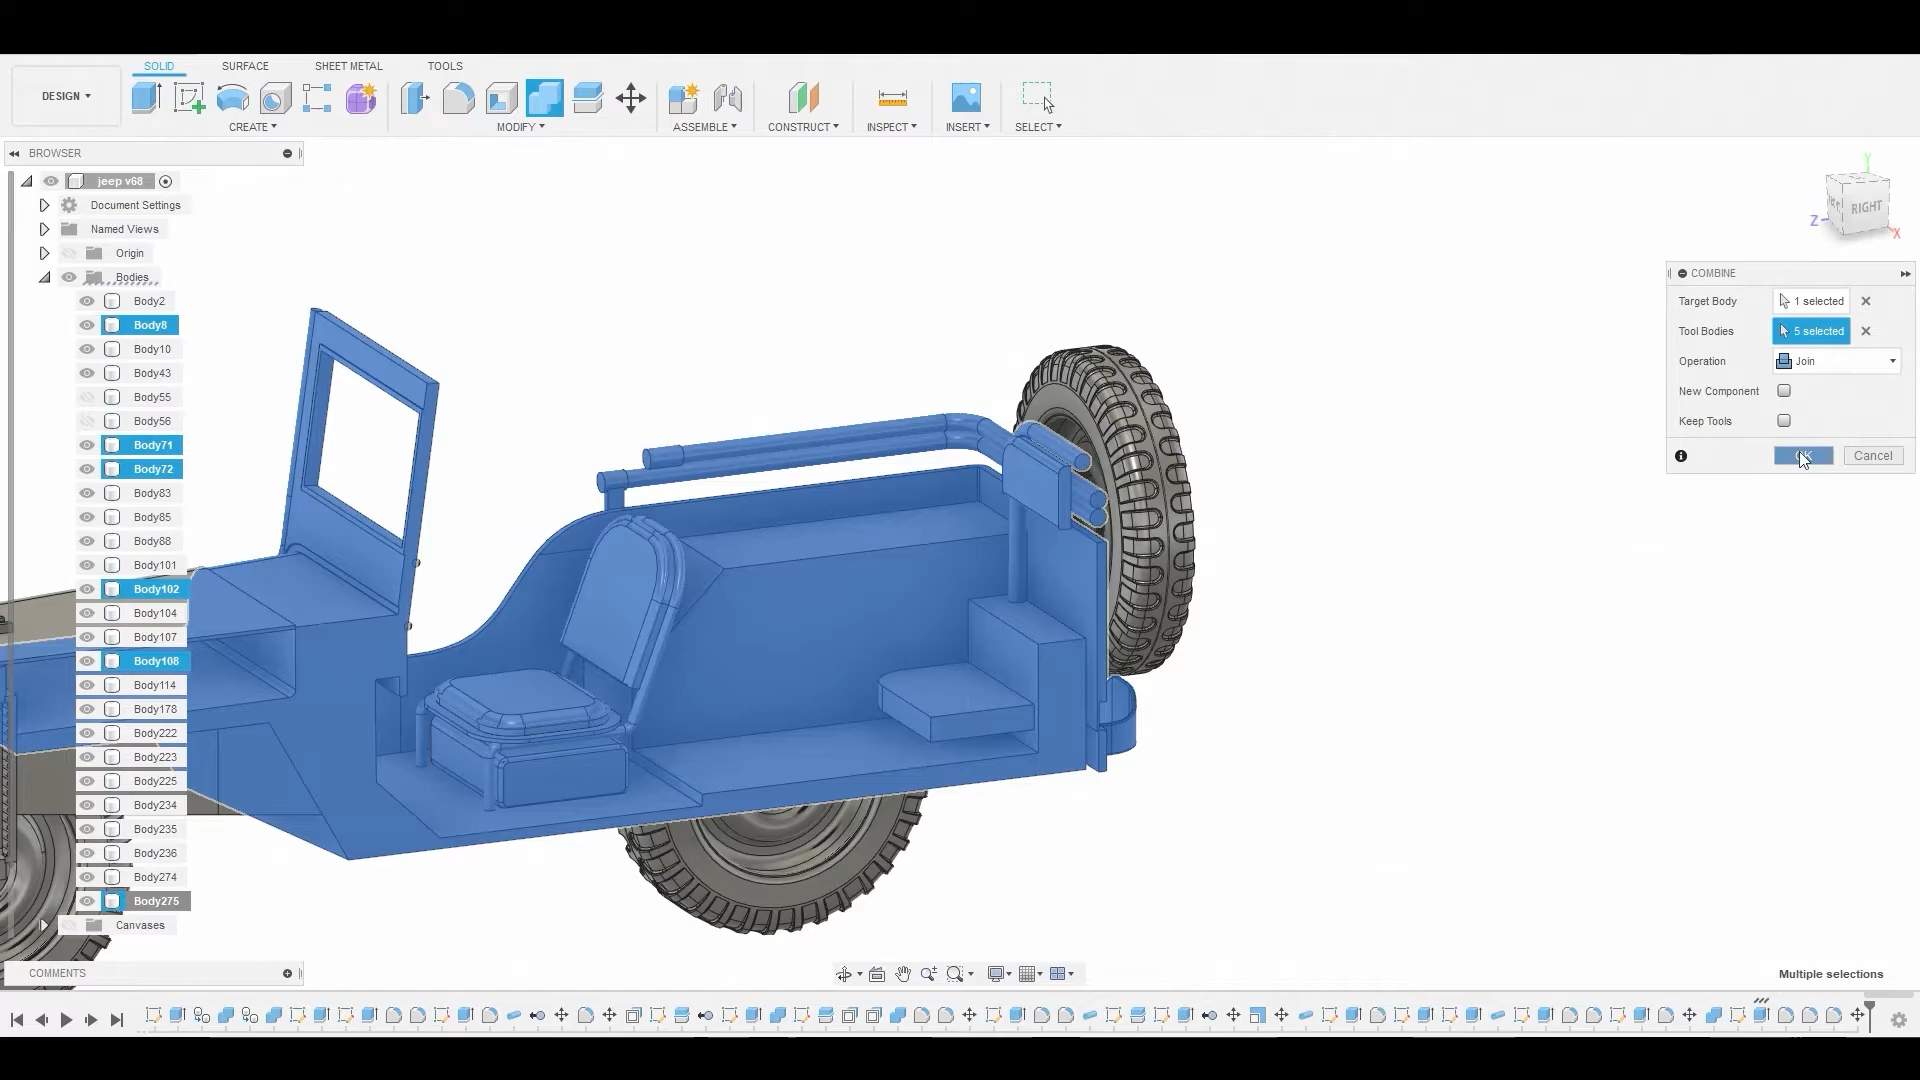 SOLID SURFACE SHEET METAL TOOLS
DESIGN
CREATE MODIFY ASSEMBLE CONSTRUCT INSPECT INSERT SELECT
BROWSER
jeep v68
Document Settings
Named Views
Origin
Bodies
Body2
Body8
Body10
Body43
Body55
Body56
Body71
Body72
Body83
Body85
Body88
Body101
Body102
Body104
Body107
Body108
Body114
Body178
Body222
Body223
Body225
Body234
Body235
Body236
Body274
Body275
Canvases
COMMENTS
Y
RIGHT
Z
X
COMBINE
Target Body 1 selected
Tool Bodies 5 selected
Operation Join
New Component
Keep Tools
OK Cancel
Multiple selections